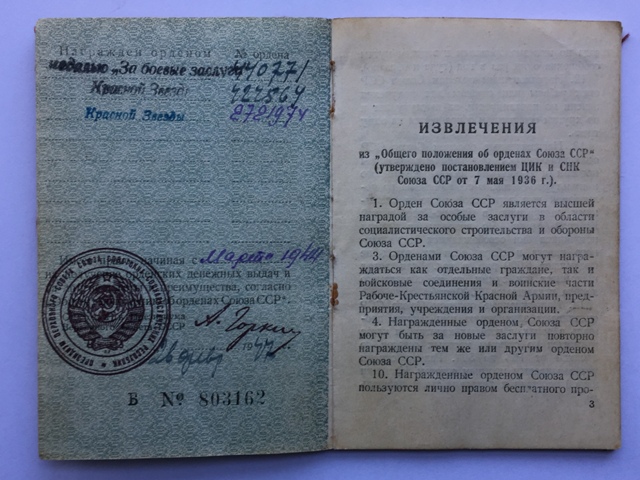 Награжден орденом № ордена
медалью „За боевые заслуги"
Красной Звезды
Красной Звезды 2721974
начиная с Марта 1944
денежных выдач и
преимущества, согласно
Орденах Союза ССР".
А. Горкин
В № 803162
ИЗВЛЕЧЕНИЯ
из „Общего положения об орденах Союза ССР"
(утверждено постановлением ЦИК и СНК
Союза ССР от 7 мая 1936 г.).
1. Орден Союза ССР является высшей
наградой за особые заслуги в области
социалистического строительства и обороны
Союза ССР.
3. Орденами Союза ССР могут награ-
ждаться как отдельные граждане, так и
войсковые соединения и воинские части
Рабоче-Крестьянской Красной Армии, пред-
приятия, учреждения и организации.
4. Награжденные орденом Союза ССР
могут быть за новые заслуги повторно
награждены тем же или другим орденом
Союза ССР.
10. Награжденные орденом Союза ССР
пользуются лично правом бесплатного про-
3